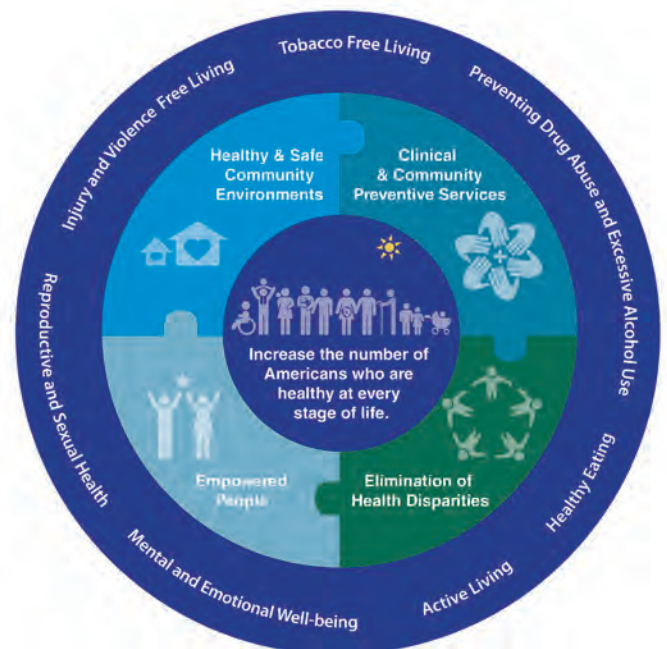 Tobacco Free Living
Preventing Drug Abuse and Excessive Alcohol Use
Healthy Eating
Active Living
Mental and Emotional Well-being
Reproductive and Sexual Health
Injury and Violence Free Living
Healthy & Safe
Community
Environments
Clinical
& Community
Preventive Services
Increase the number of
Americans who are
healthy at every
stage of life.
Empowered
People
Elimination of
Health Disparities